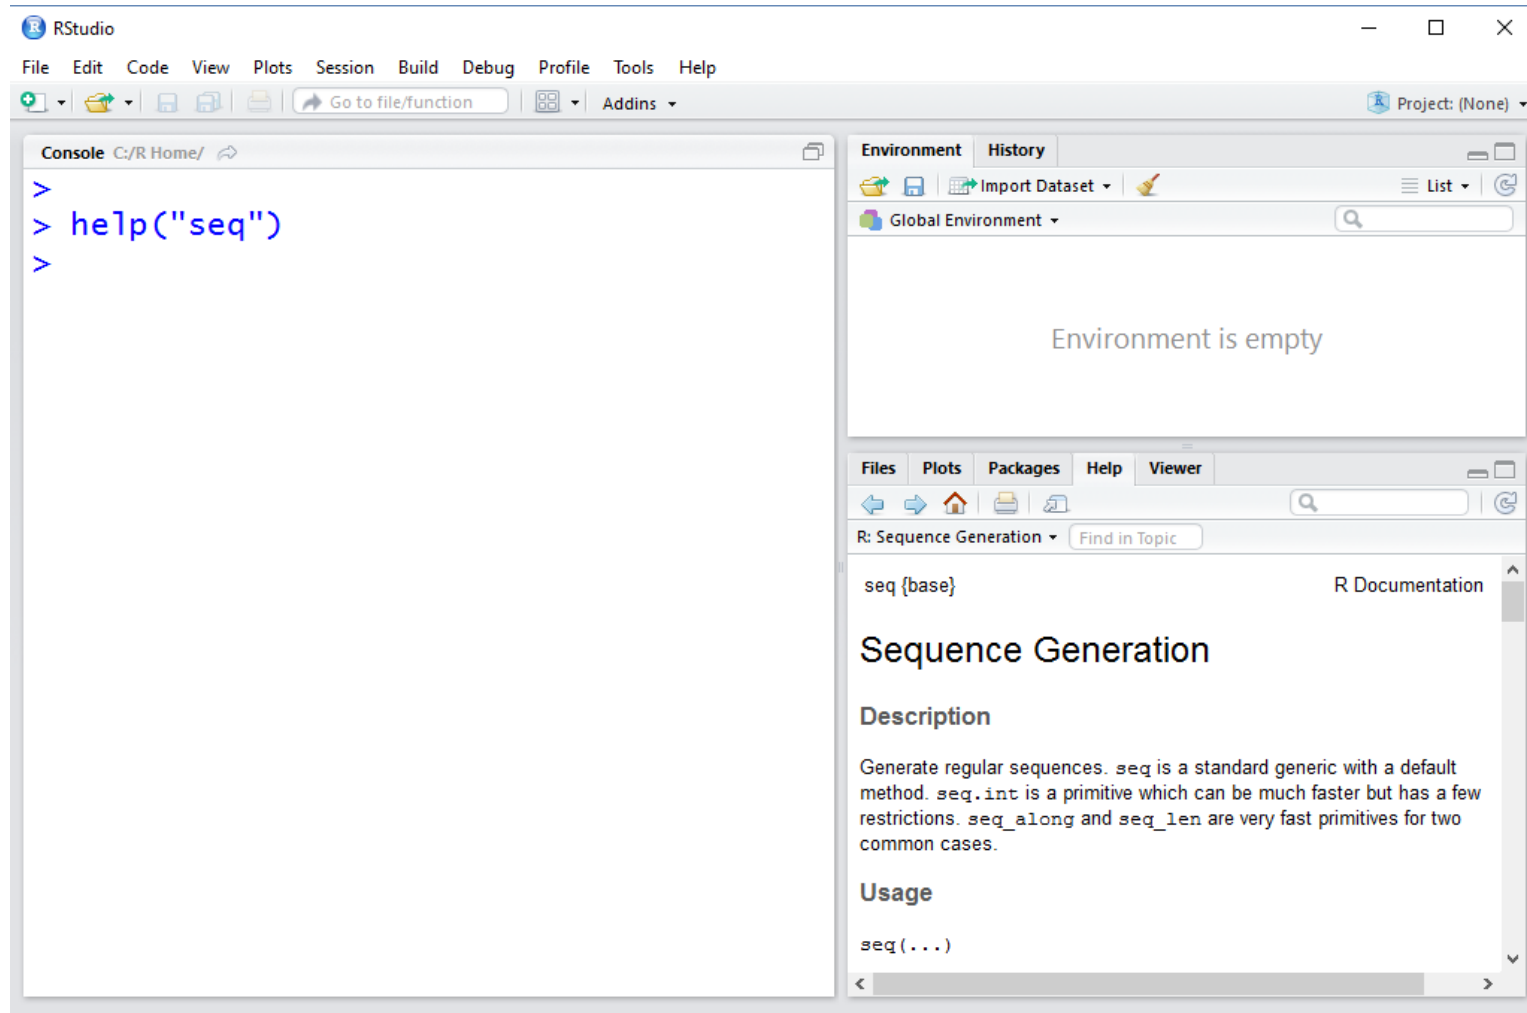 RStudio
File Edit Code View Plots Session Build Debug Profile Tools Help
Go to file/function Addins Project: (None)
Console C:/R Home/
>
> help("seq")
>
Environment History
Import Dataset List
Global Environment
Environment is empty
Files Plots Packages Help Viewer
R: Sequence Generation Find in Topic
seq {base} R Documentation
Sequence Generation
Description
Generate regular sequences. seq is a standard generic with a default
method. seq.int is a primitive which can be much faster but has a few
restrictions. seq_along and seq_len are very fast primitives for two
common cases.
Usage
seq(...)